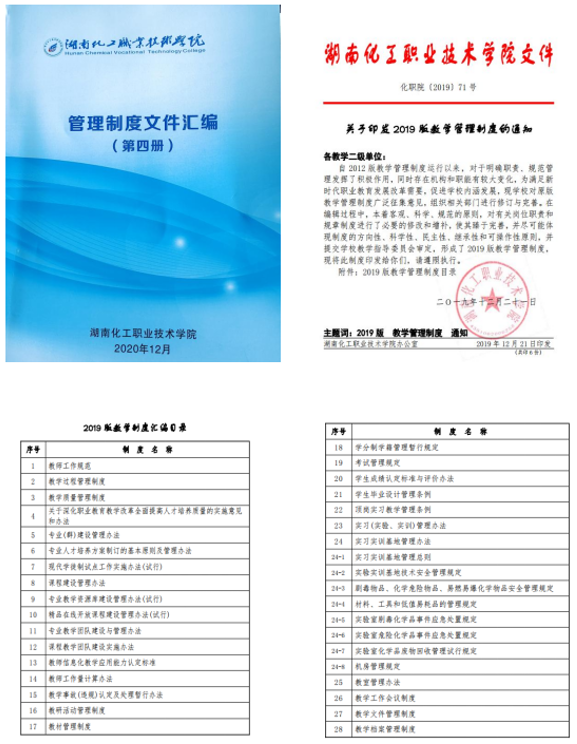 湖南化工職業技術學院
Hunan Chemical Vocational Technology College
管理制度文件汇编
（第四册）
湖南化工职业技术学院
2020年12月
湖南化工职业技术学院文件
化职院〔2019〕71号
关于印发2019版教学管理制度的通知
各教学二级单位：
自2012版教学管理制度运行以来，对于明确职责、规范管
理发挥了积极作用，同时存在机构和职能有较大变化，为满足新
时代职业教育发展改革需要，促进学校内涵发展，现学校对原版
教学管理制度广泛征集意见，组织相关部门进行修订与完善。在
编辑过程中，本着客观、科学、规范的原则，对有关岗位职责和
规章制度进行了必要的修改和增补，使其臻于完善，并尽可能体
现制度的方向性、科学性、民主性、继承性和可操作性原则，并
提交学校教学指导委员会审定，形成了2019版教学管理制度。
现将此制度印发给你们，请遵照执行。
附件：2019版教学管理制度目录
二〇一九年十二月二十一日
湖南化工职业技术学院
主题词：2019版 教学管理制度 通知
湖南化工职业技术学院办公室 2019年12月21日印发
2019版教学制度汇编目录
序号 制 度 名 称
1 教师工作规范
2 教学过程管理制度
3 教学质量管理制度
4 关于深化职业教育教学改革全面提高人才培养质量的实施意见
和办法
5 专业(群)建设管理办法
6 专业人才培养方案制订的基本原则及管理办法
7 现代学徒制试点工作实施办法(试行)
8 课程建设管理办法
9 专业教学资源库建设管理办法(试行)
10 精品在线开放课程建设管理办法(试行)
11 专业教学团队建设与管理办法
12 课程教学团队建设实施办法
13 教师信息化教学应用能力认定标准
14 教师工作量计算办法
15 教学事故(违规)认定及处理暂行办法
16 教研活动管理制度
17 教材管理制度
序号 制 度 名 称
18 学分制学籍管理暂行规定
19 考试管理规定
20 学生成绩认定标准与评价办法
21 学生毕业设计管理条例
22 顶岗实习教学管理条例
23 实习(实验、实训)管理办法
24 实习实训基地管理办法
24-1 实习实训基地管理总则
24-2 实验实训基地技术安全管理规定
24-3 剧毒物品、化学危险物品、易燃易爆化学物品安全管理规定
24-4 材料、工具和低值易耗品的管理规定
24-5 实验室剧毒化学品事件应急处置规定
24-6 实验室危险化学品事件应急处置规定
24-7 实验室化学品废物回收管理试行规定
24-8 机房管理规定
25 教室管理办法
26 教学工作会议制度
27 教学文件管理制度
28 教学档案管理制度